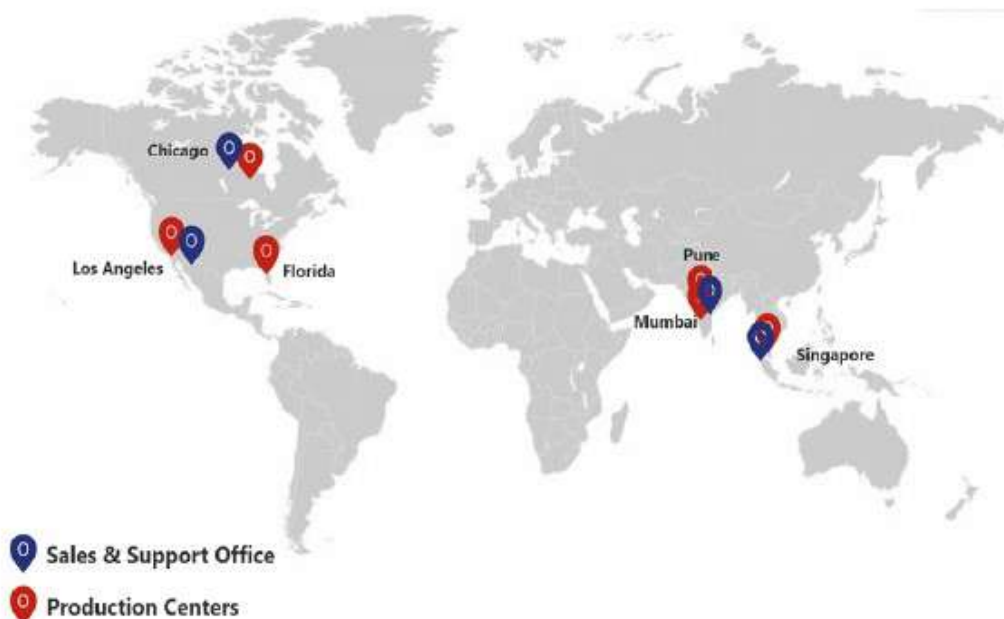 Chicago
Los Angeles
Florida
Pune
Mumbai
Singapore
Sales & Support Office
Production Centers